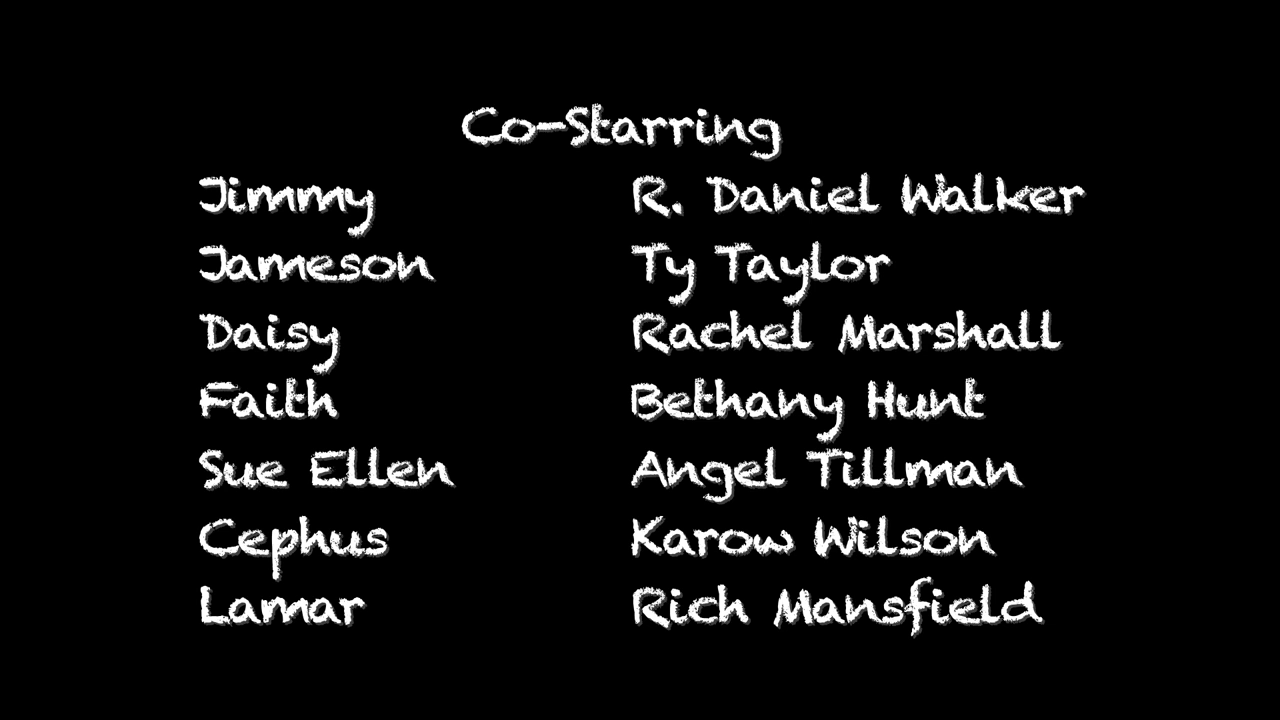 Co-Starring
Jimmy R. Daniel Walker
Jameson Ty Taylor
Daisy Rachel Marshall
Faith Bethany Hunt
Sue Ellen Angel Tillman
Cephus Karow Wilson
Lamar Rich Mansfield